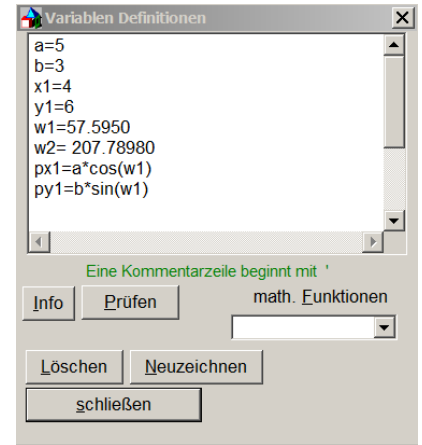 Variablen Definitionen
a=5
b=3
x1=4
y1=6
w1=57.5950
w2= 207.78980
px1=a*cos(w1)
py1=b*sin(w1)
Eine Kommentarzeile beginnt mit '
Info Prüfen math. Funktionen
Löschen Neuzeichnen
schließen